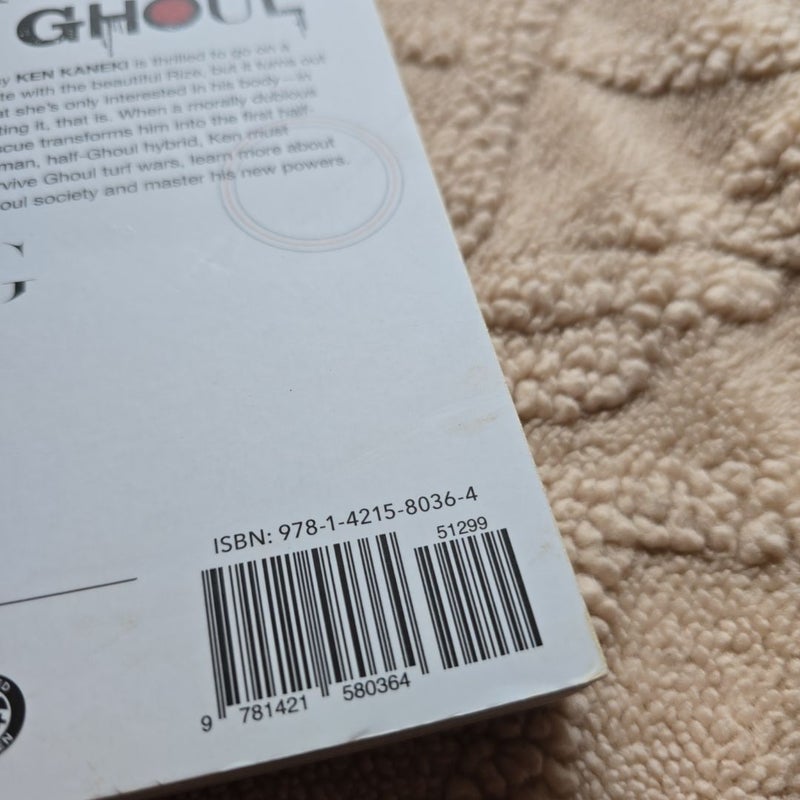 GHOUL
y KEN KANEKI is thrilled to go on a
te with the beautiful Rize, but it turns out
at she's only interested in his body—in
ting it, that is. When a morally dubious
cue transforms him into the first half-
man, half-Ghoul hybrid, Ken must
vive Ghoul turf wars, learn more about
oul society and master his new powers.
ISBN: 978-1-4215-8036-4
51299
9 781421 580364